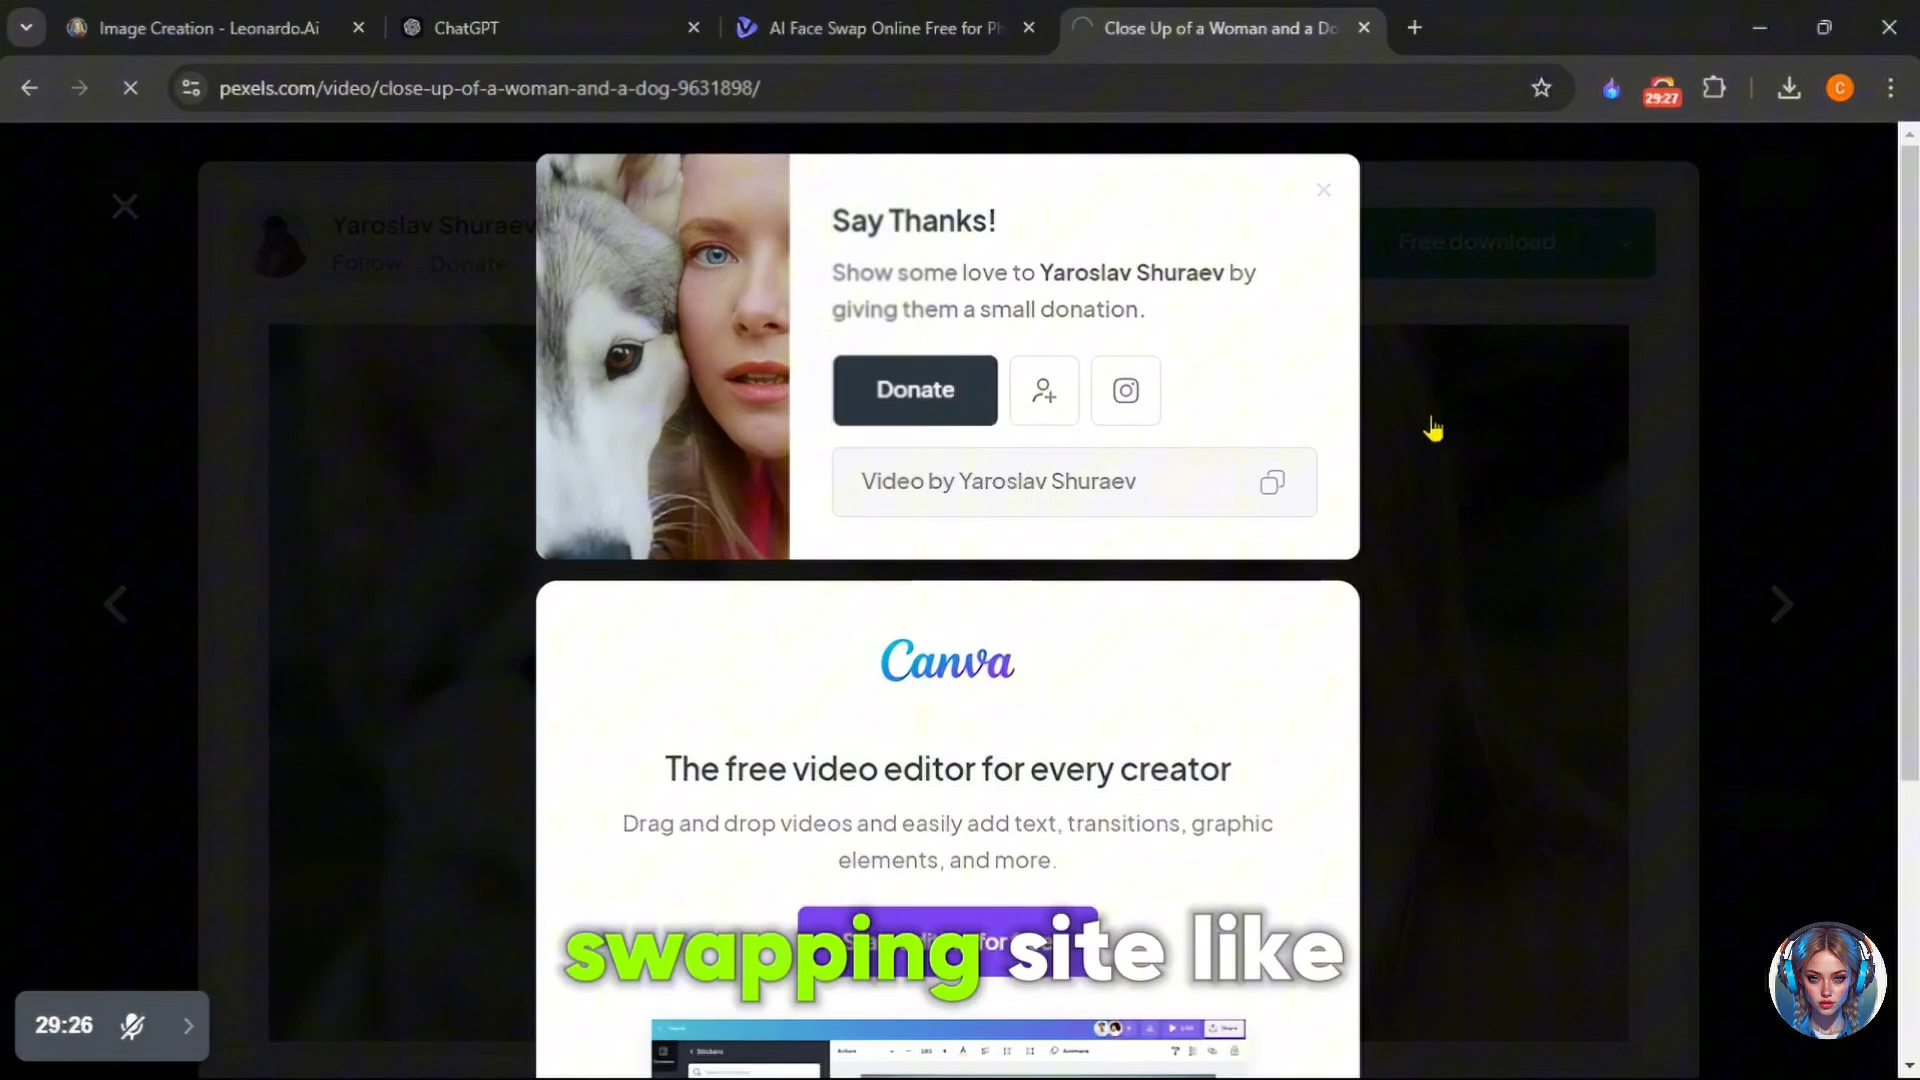 Image Creation - Leonardo.Ai
ChatGPT
AI Face Swap Online Free for Ph
Close Up of a Woman and a Do
pexels.com/video/close-up-of-a-woman-and-a-dog-9631898/
29:27
C
Yaroslav Shuraev
Follow
Donate
Free download
Say Thanks!
Show some love to Yaroslav Shuraev by
giving them a small donation.
Donate
Video by Yaroslav Shuraev
Canva
The free video editor for every creator
Drag and drop videos and easily add text, transitions, graphic
elements, and more.
swapping site like
29:26
Stickers